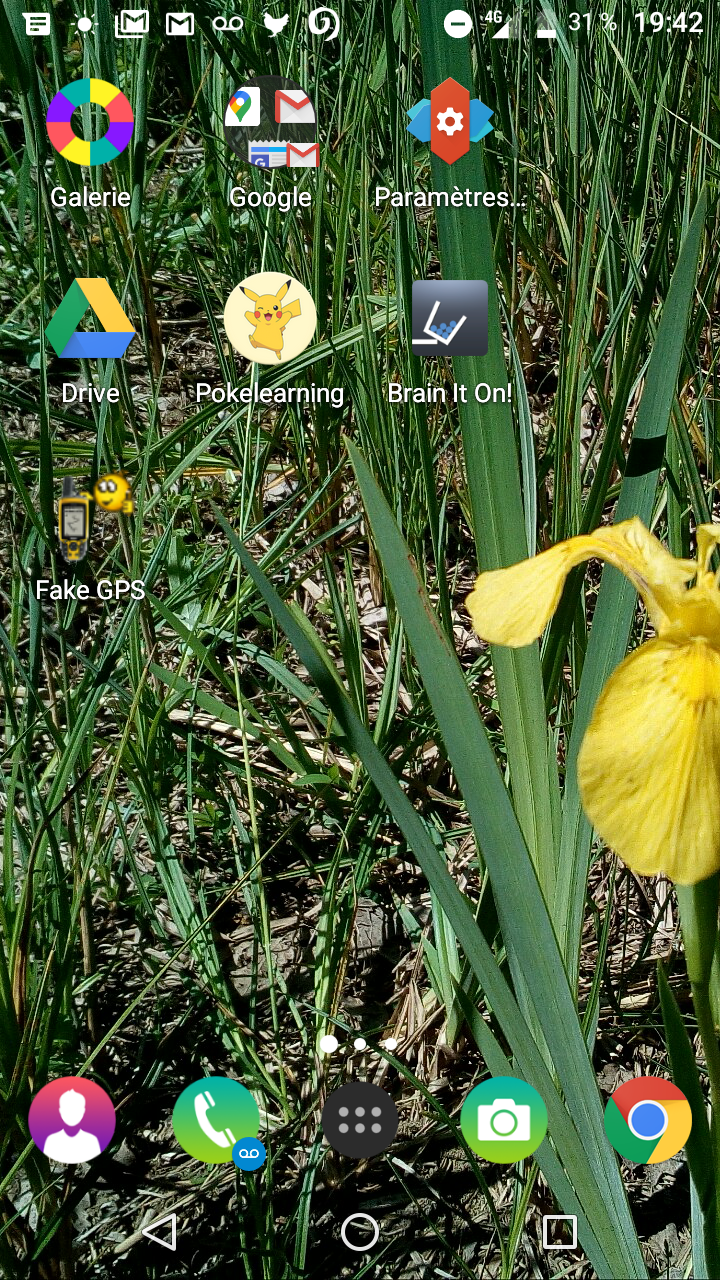 4G 31 % 19:42
Galerie Google Paramètres...
Drive Pokelearning Brain It On!
Fake GPS